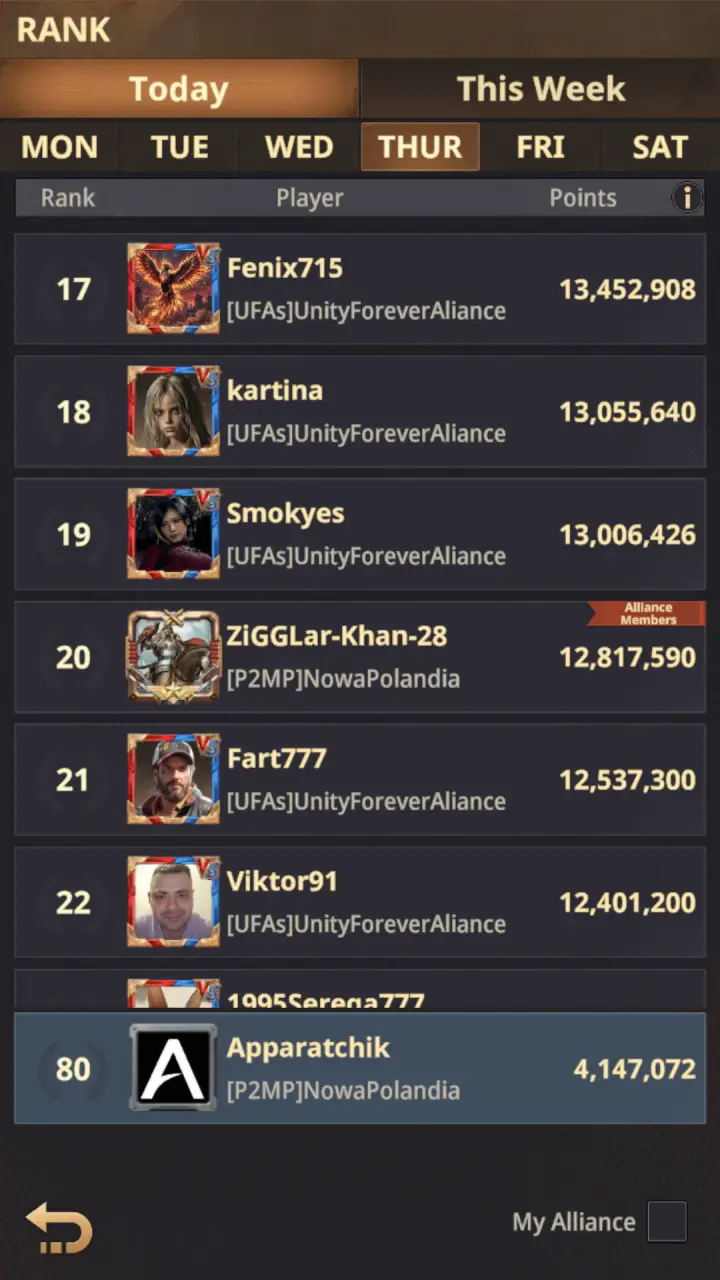 RANK
Today
This Week
MON TUE WED THUR FRI SAT
Rank Player Points i
17 Fenix715 13,452,908
[UFAs]UnityForeverAliance
18 kartina 13,055,640
[UFAs]UnityForeverAliance
19 Smokyes 13,006,426
[UFAs]UnityForeverAliance
Alliance
Members
20 ZiGGLar-Khan-28 12,817,590
[P2MP]NowaPolandia
21 Fart777 12,537,300
[UFAs]UnityForeverAliance
22 Viktor91 12,401,200
[UFAs]UnityForeverAliance
1995Serega777
80 Apparatchik 4,147,072
[P2MP]NowaPolandia
My Alliance